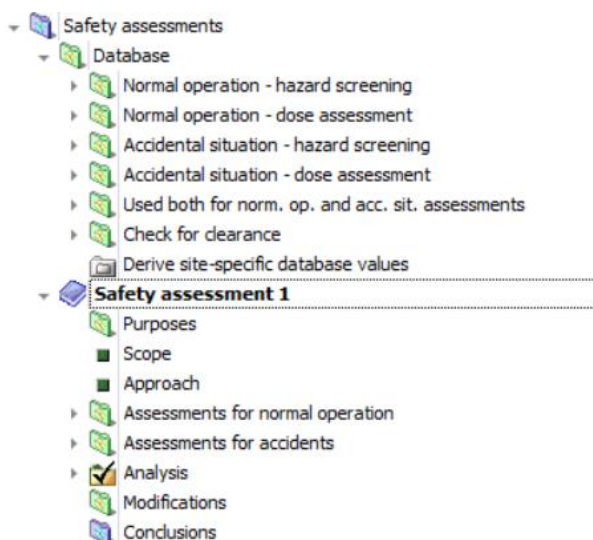 Safety assessments
Database
Normal operation - hazard screening
Normal operation - dose assessment
Accidental situation - hazard screening
Accidental situation - dose assessment
Used both for norm. op. and acc. sit. assessments
Check for clearance
Derive site-specific database values
Safety assessment 1
Purposes
Scope
Approach
Assessments for normal operation
Assessments for accidents
Analysis
Modifications
Conclusions